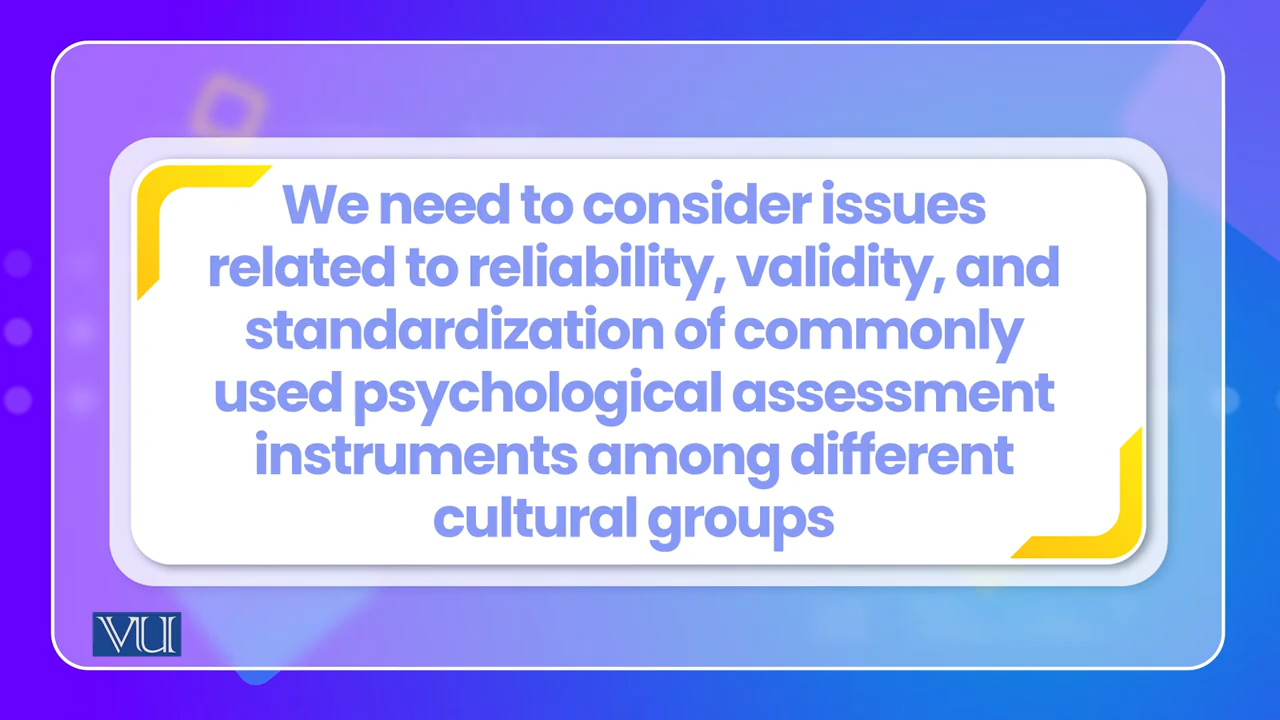 We need to consider issues
related to reliability, validity, and
standardization of commonly
used psychological assessment
instruments among different
cultural groups
VU